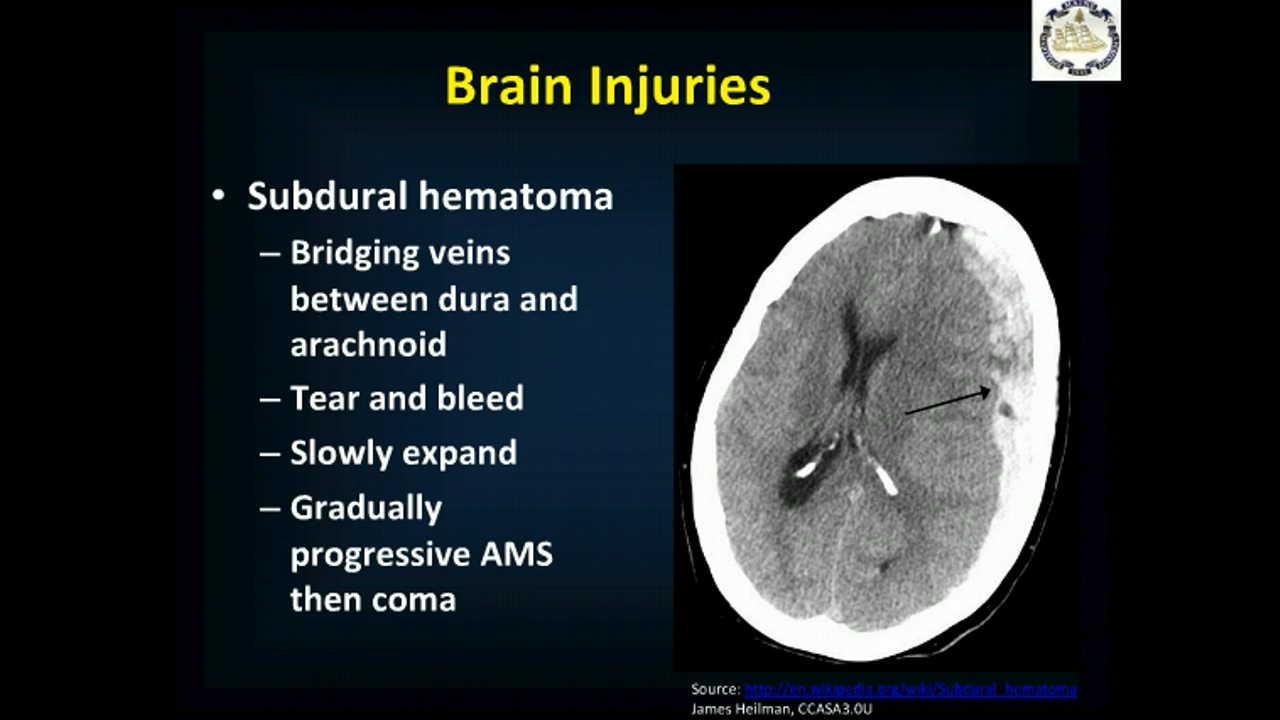 Brain Injuries
• Subdural hematoma
– Bridging veins
between dura and
arachnoid
– Tear and bleed
– Slowly expand
– Gradually
progressive AMS
then coma
Source: http://en.wikipedia.org/wiki/Subdural_hematoma
James Heilman, CCASA3.0U